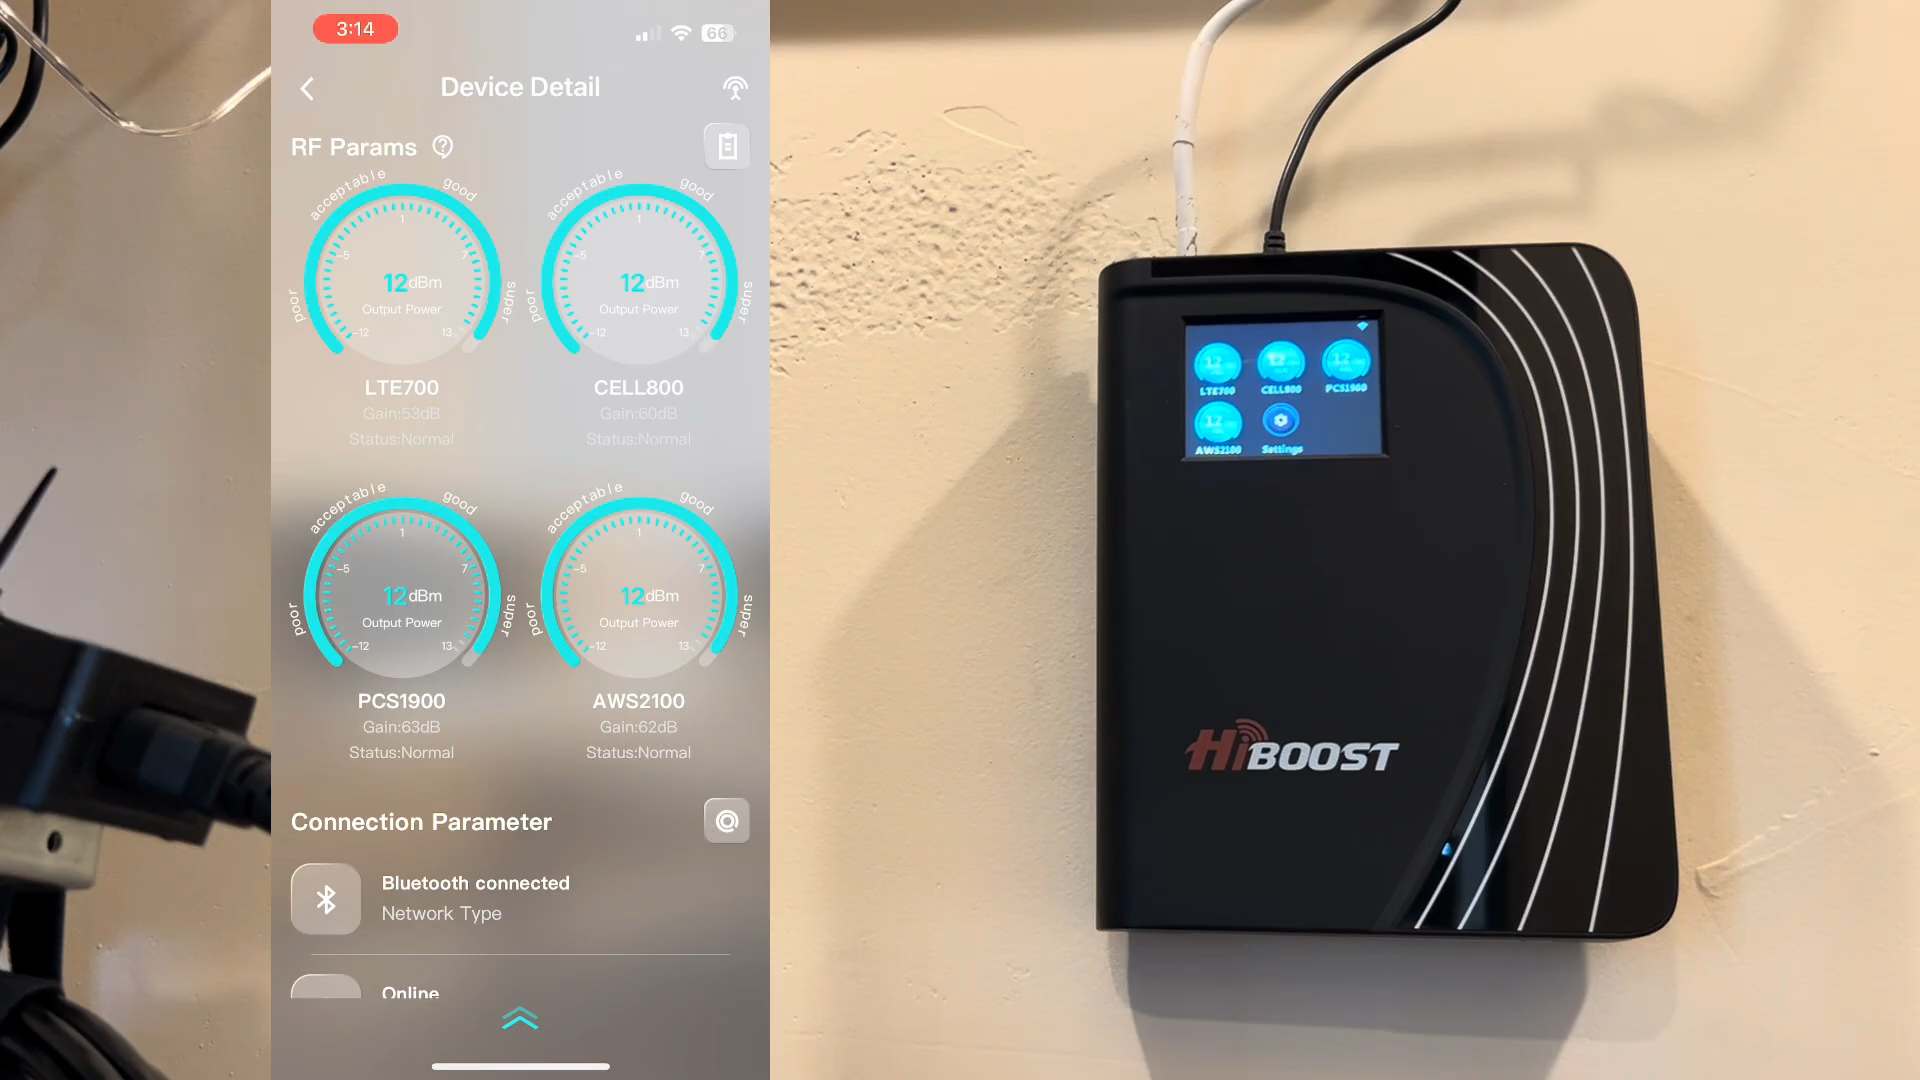 3:14
66
Device Detail
RF Params
acceptable good
poor super
-12 -5 1 7 13
12dBm
Output Power
LTE700
Gain:53dB
Status:Normal
acceptable good
poor super
-12 -5 1 7 13
12dBm
Output Power
CELL800
Gain:60dB
Status:Normal
acceptable good
poor super
-12 -5 1 7 13
12dBm
Output Power
PCS1900
Gain:63dB
Status:Normal
acceptable good
poor super
-12 -5 1 7 13
12dBm
Output Power
AWS2100
Gain:62dB
Status:Normal
Connection Parameter
Bluetooth connected
Network Type
Online
12 12 12
LTE700 CELL800 PCS1900
12
AWS2100 Settings
HiBOOST